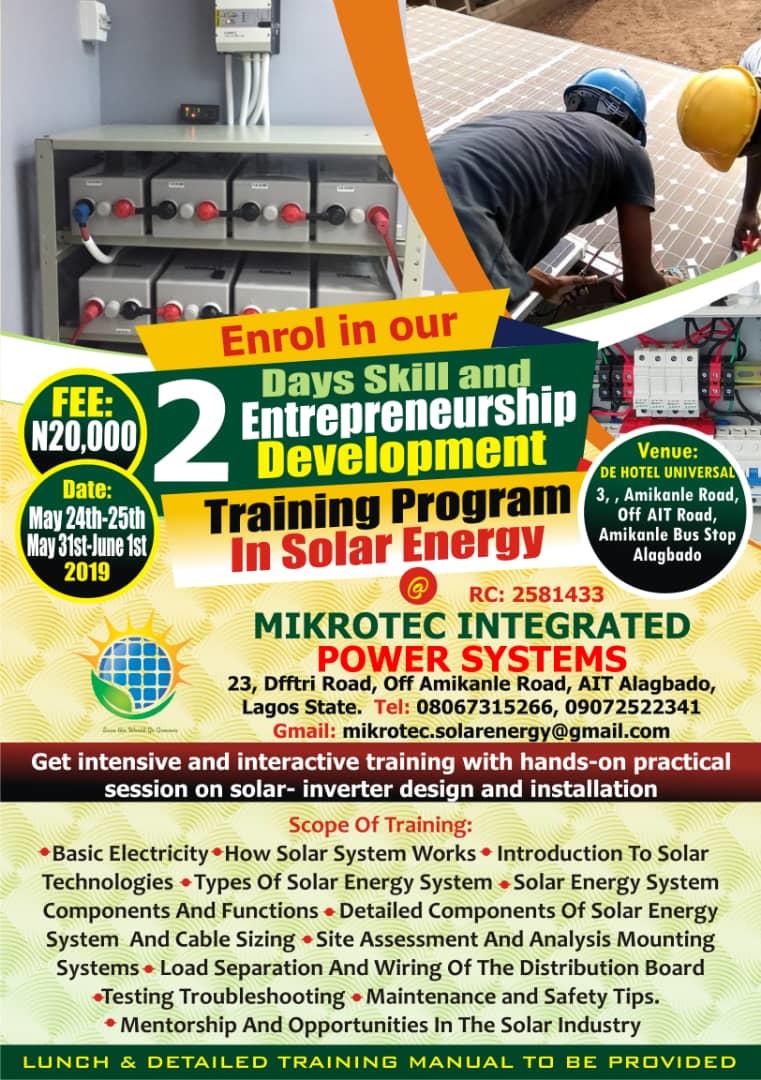 Enrol in our
2 Days Skill and
Entrepreneurship
Development
Training Program
In Solar Energy
FEE:
N20,000
Date:
May 24th-25th
May 31st-June 1st
2019
Venue:
DE HOTEL UNIVERSAL
3, , Amikanle Road,
Off AIT Road,
Amikanle Bus Stop
Alagbado
@
RC: 2581433
MIKROTEC INTEGRATED
POWER SYSTEMS
23, Dfftri Road, Off Amikanle Road, AIT Alagbado,
Lagos State. Tel: 08067315266, 09072522341
Gmail: mikrotec.solarenergy@gmail.com
Get intensive and interactive training with hands-on practical
session on solar- inverter design and installation
Scope Of Training:
•Basic Electricity •How Solar System Works • Introduction To Solar
Technologies •Types Of Solar Energy System • Solar Energy System
Components And Functions • Detailed Components Of Solar Energy
System And Cable Sizing •Site Assessment And Analysis Mounting
Systems • Load Separation And Wiring Of The Distribution Board
•Testing Troubleshooting • Maintenance and Safety Tips.
• Mentorship And Opportunities In The Solar Industry
LUNCH & DETAILED TRAINING MANUAL TO BE PROVIDED